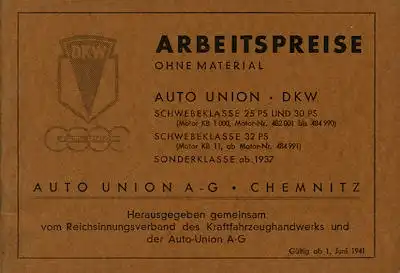 DKW
ARBEITSPREISE
OHNE MATERIAL
AUTO UNION · DKW
SCHWEBEKLASSE 25 PS UND 30 PS
(Motor KB 1000, Motor-Nr. 482 001 bis 484 990)
SCHWEBEKLASSE 32 PS
(Motor KB 11, ab Motor-Nr. 484 991)
SONDERKLASSE ab 1937
AUTO UNION A-G · CHEMNITZ
Herausgegeben gemeinsam
vom Reichsinnungsverband des Kraftfahrzeughandwerks und
der Auto-Union A-G
Gültig ab 1. Juni 1941